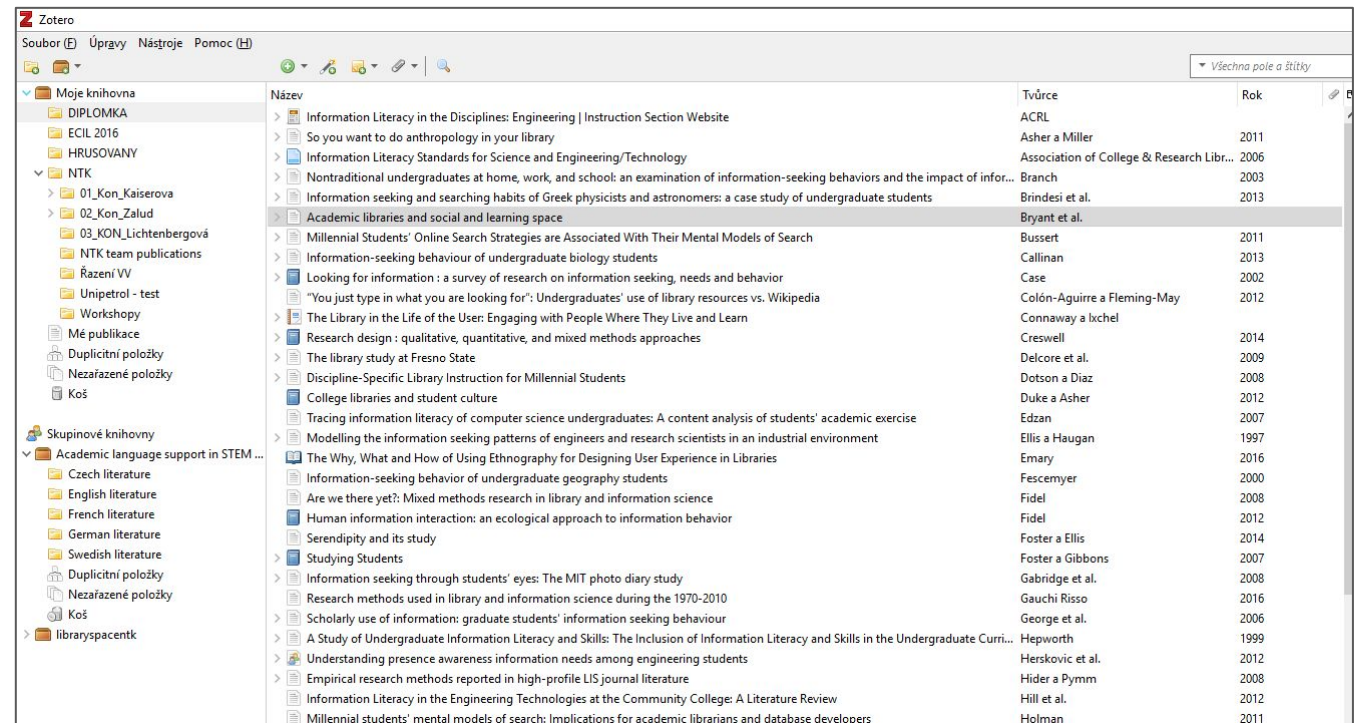 Zotero
Soubor (F) Úpravy Nástroje Pomoc (H)
Všechna pole a štítky
Moje knihovna
DIPLOMKA
ECIL 2016
HRUSOVANY
NTK
01_Kon_Kaiserova
02_Kon_Zalud
03_KON_Lichtenbergová
NTK team publications
Řazení VV
Unipetrol - test
Workshopy
Mé publikace
Duplicitní položky
Nezařazené položky
Koš
Skupinové knihovny
Academic language support in STEM ...
Czech literature
English literature
French literature
German literature
Swedish literature
Duplicitní položky
Nezařazené položky
Koš
libraryspacentk
Název Tvůrce Rok
Information Literacy in the Disciplines: Engineering | Instruction Section Website ACRL
So you want to do anthropology in your library Asher a Miller 2011
Information Literacy Standards for Science and Engineering/Technology Association of College & Research Libr... 2006
Nontraditional undergraduates at home, work, and school: an examination of information-seeking behaviors and the impact of infor... Branch 2003
Information seeking and searching habits of Greek physicists and astronomers: a case study of undergraduate students Brindesi et al. 2013
Academic libraries and social and learning space Bryant et al.
Millennial Students' Online Search Strategies are Associated With Their Mental Models of Search Bussert 2011
Information-seeking behaviour of undergraduate biology students Callinan 2013
Looking for information : a survey of research on information seeking, needs and behavior Case 2002
"You just type in what you are looking for": Undergraduates' use of library resources vs. Wikipedia Colón-Aguirre a Fleming-May 2012
The Library in the Life of the User: Engaging with People Where They Live and Learn Connaway a Ixchel
Research design : qualitative, quantitative, and mixed methods approaches Creswell 2014
The library study at Fresno State Delcore et al. 2009
Discipline-Specific Library Instruction for Millennial Students Dotson a Diaz 2008
College libraries and student culture Duke a Asher 2012
Tracing information literacy of computer science undergraduates: A content analysis of students' academic exercise Edzan 2007
Modelling the information seeking patterns of engineers and research scientists in an industrial environment Ellis a Haugan 1997
The Why, What and How of Using Ethnography for Designing User Experience in Libraries Emary 2016
Information-seeking behavior of undergraduate geography students Fescemyer 2000
Are we there yet?: Mixed methods research in library and information science Fidel 2008
Human information interaction: an ecological approach to information behavior Fidel 2012
Serendipity and its study Foster a Ellis 2014
Studying Students Foster a Gibbons 2007
Information seeking through students' eyes: The MIT photo diary study Gabridge et al. 2008
Research methods used in library and information science during the 1970-2010 Gauchi Risso 2016
Scholarly use of information: graduate students' information seeking behaviour George et al. 2006
A Study of Undergraduate Information Literacy and Skills: The Inclusion of Information Literacy and Skills in the Undergraduate Curri... Hepworth 1999
Understanding presence awareness information needs among engineering students Herskovic et al. 2012
Empirical research methods reported in high-profile LIS journal literature Hider a Pymm 2008
Information Literacy in the Engineering Technologies at the Community College: A Literature Review Hill et al. 2012
Millennial students' mental models of search: Implications for academic librarians and database developers Holman 2011